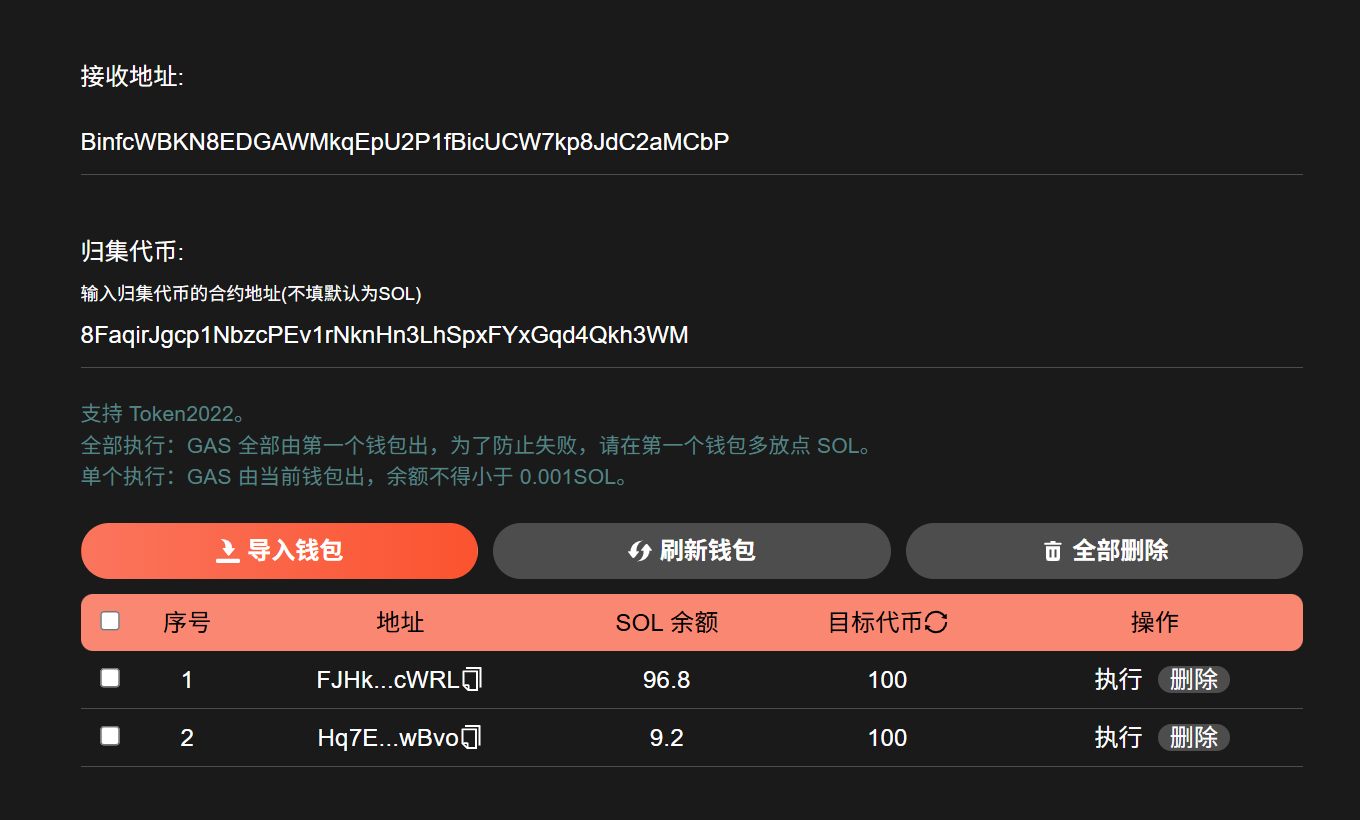 接收地址:
BinfcWBKN8EDGAWMkqEpU2P1fBicUCW7kp8JdC2aMCbP
归集代币:
输入归集代币的合约地址(不填默认为SOL)
8FaqirJgcp1NbzcPEv1rNknHn3LhSpxFYxGqd4Qkh3WM
支持 Token2022。
全部执行：GAS 全部由第一个钱包出，为了防止失败，请在第一个钱包多放点 SOL。
单个执行：GAS 由当前钱包出，余额不得小于 0.001SOL。
导入钱包 刷新钱包 全部删除
序号 地址 SOL 余额 目标代币 操作
1 FJHk...cWRL 96.8 100 执行 删除
2 Hq7E...wBvo 9.2 100 执行 删除